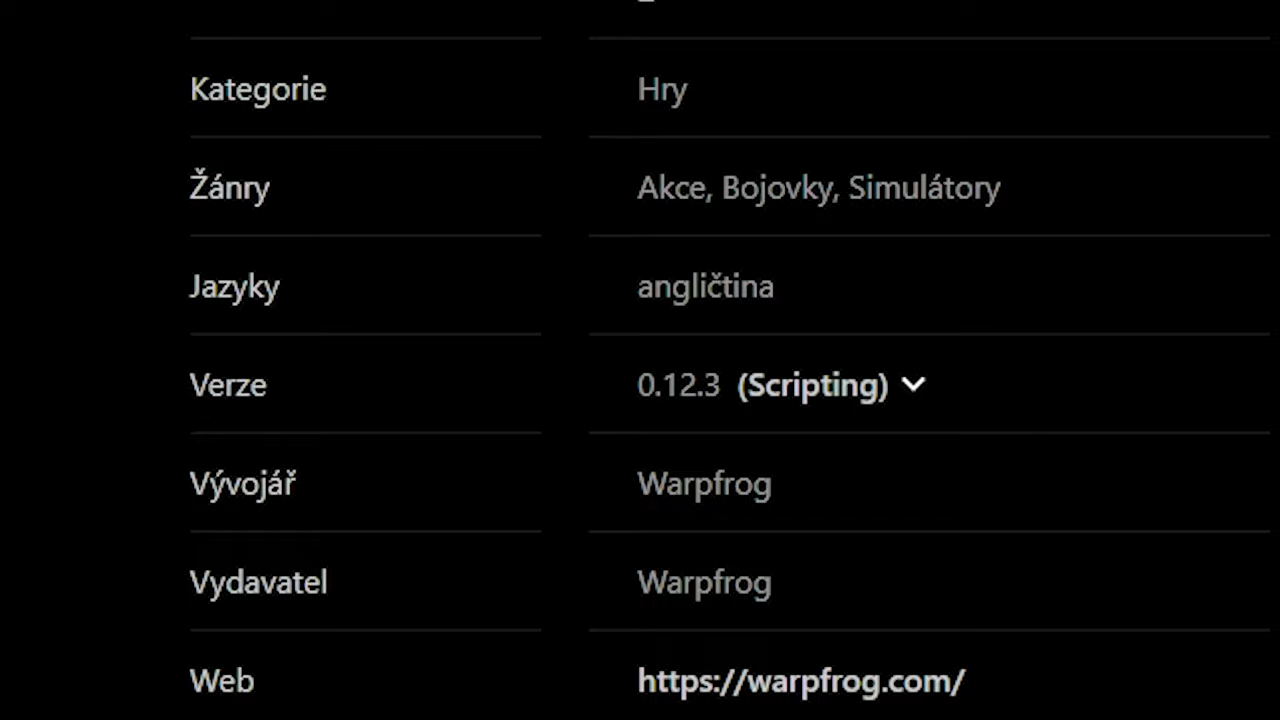 Kategorie Hry
Žánry Akce, Bojovky, Simulátory
Jazyky angličtina
Verze 0.12.3 (Scripting)
Vývojář Warpfrog
Vydavatel Warpfrog
Web https://warpfrog.com/